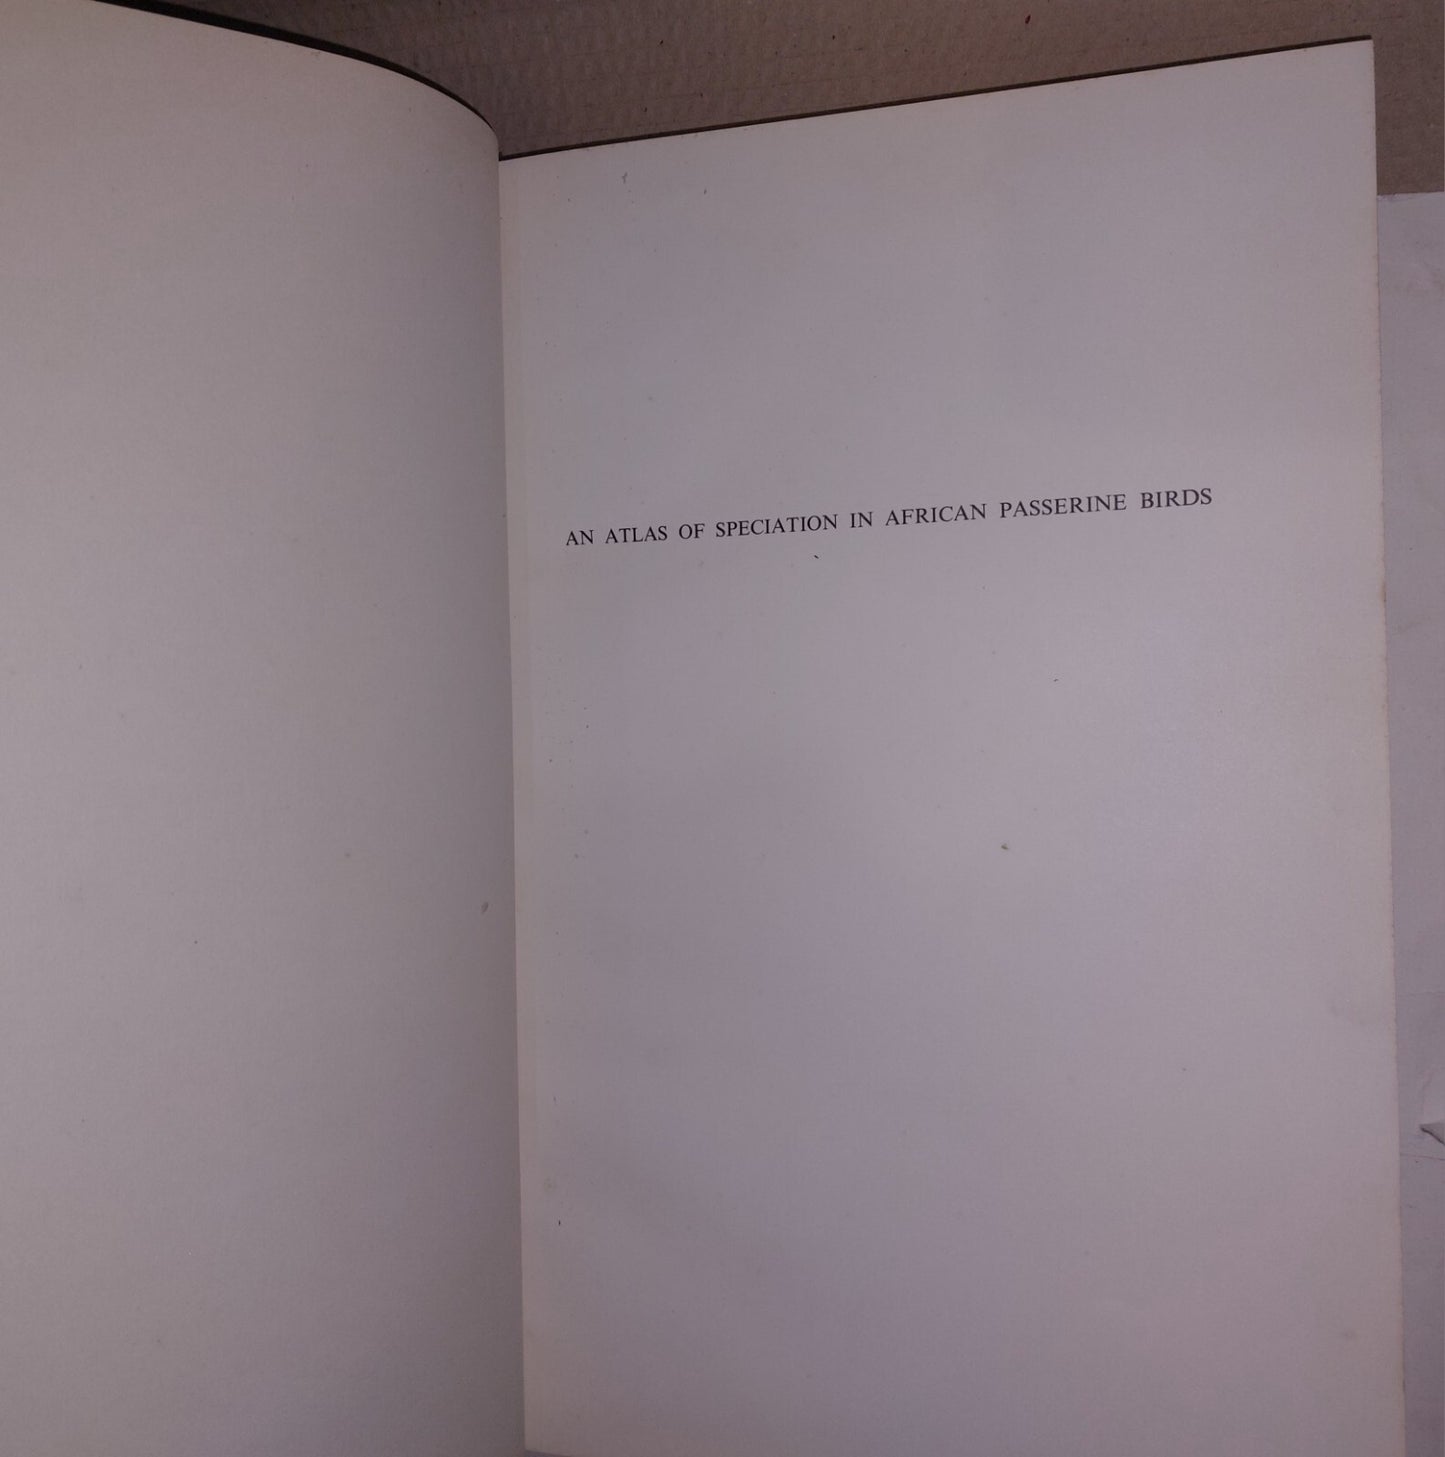 AN ATLAS OF SPECIATION IN AFRICAN PASSERINE BIRDS